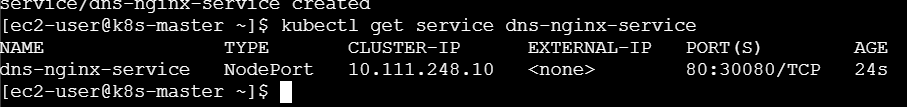 service/dns-nginx-service created
[ec2-user@k8s-master ~]$ kubectl get service dns-nginx-service
NAME TYPE CLUSTER-IP EXTERNAL-IP PORT(S) AGE
dns-nginx-service NodePort 10.111.248.10 <none> 80:30080/TCP 24s
[ec2-user@k8s-master ~]$